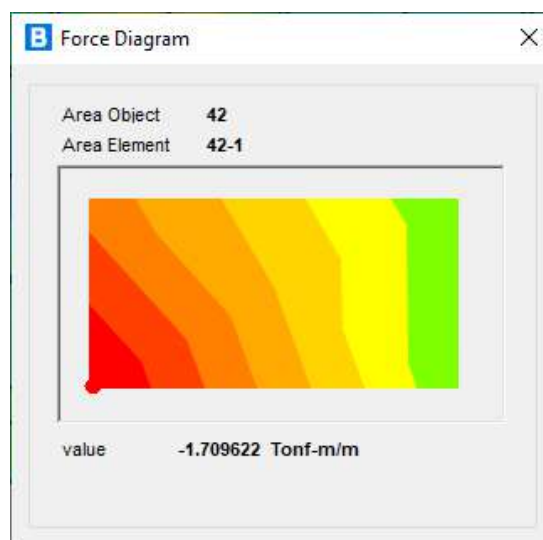 B Force Diagram
Area Object 42
Area Element 42-1
value -1.709622 Tonf-m/m